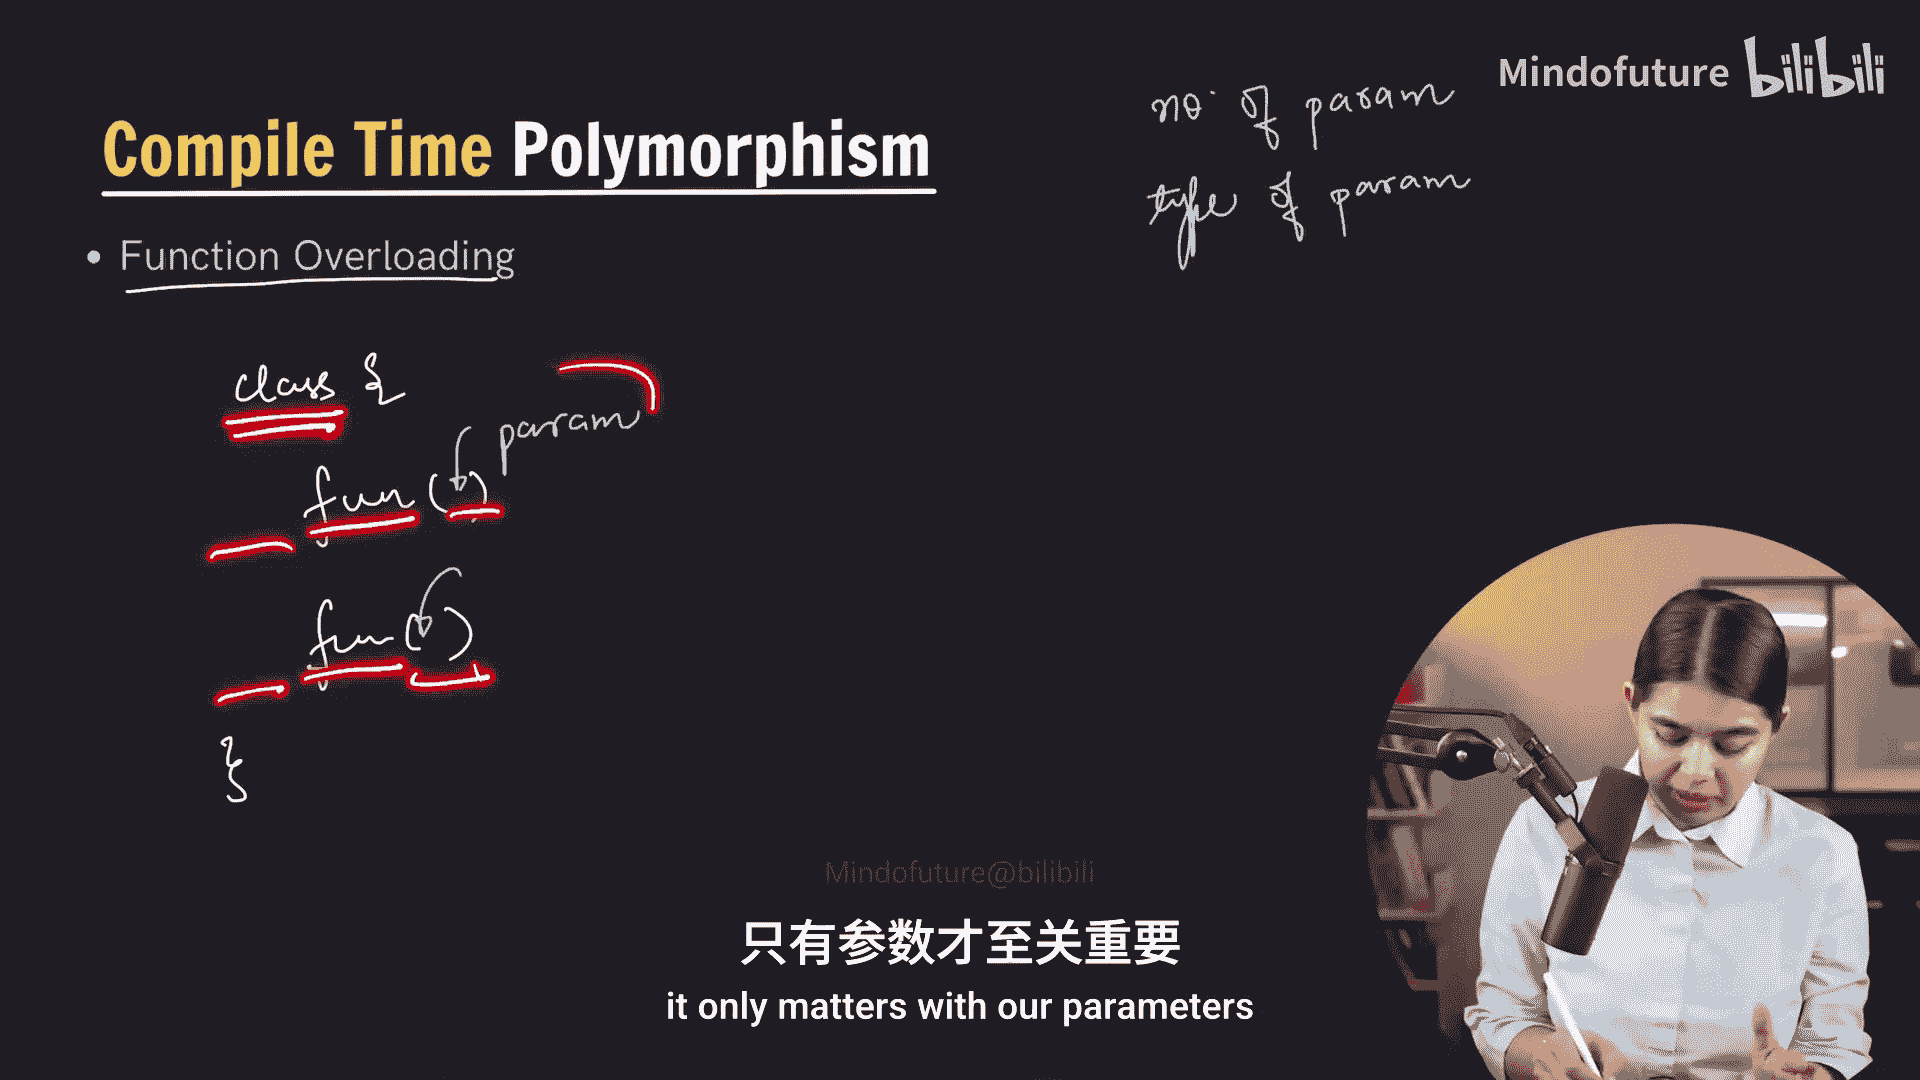 Mindofuture bilibili
no. of param
Compile Time Polymorphism
type of param
• Function Overloading
class {
param
fun ( )
fun ( )
}
Mindofuture@bilibili
只有参数才至关重要
it only matters with our parameters